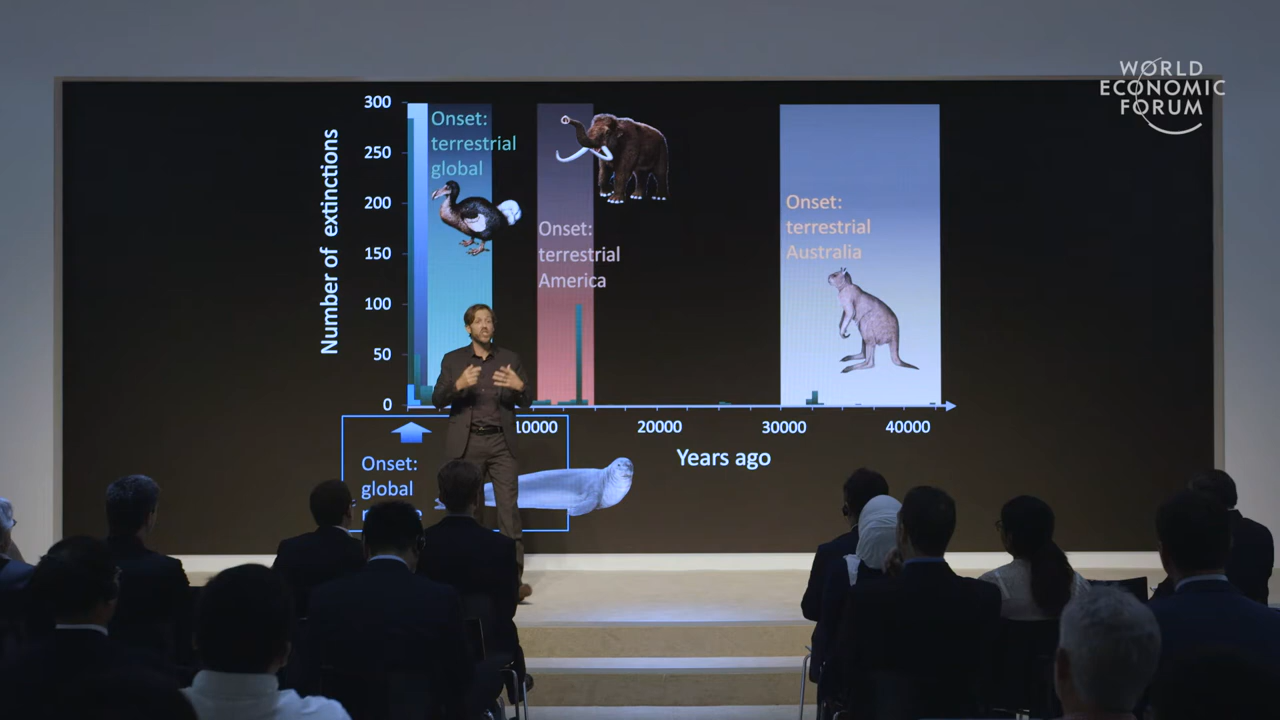 WORLD
ECONOMIC
FORUM
300
250
200
150
100
50
0
Number of extinctions
Onset:
terrestrial
global
Onset:
terrestrial
America
Onset:
terrestrial
Australia
10000
20000
30000
40000
Years ago
Onset:
global